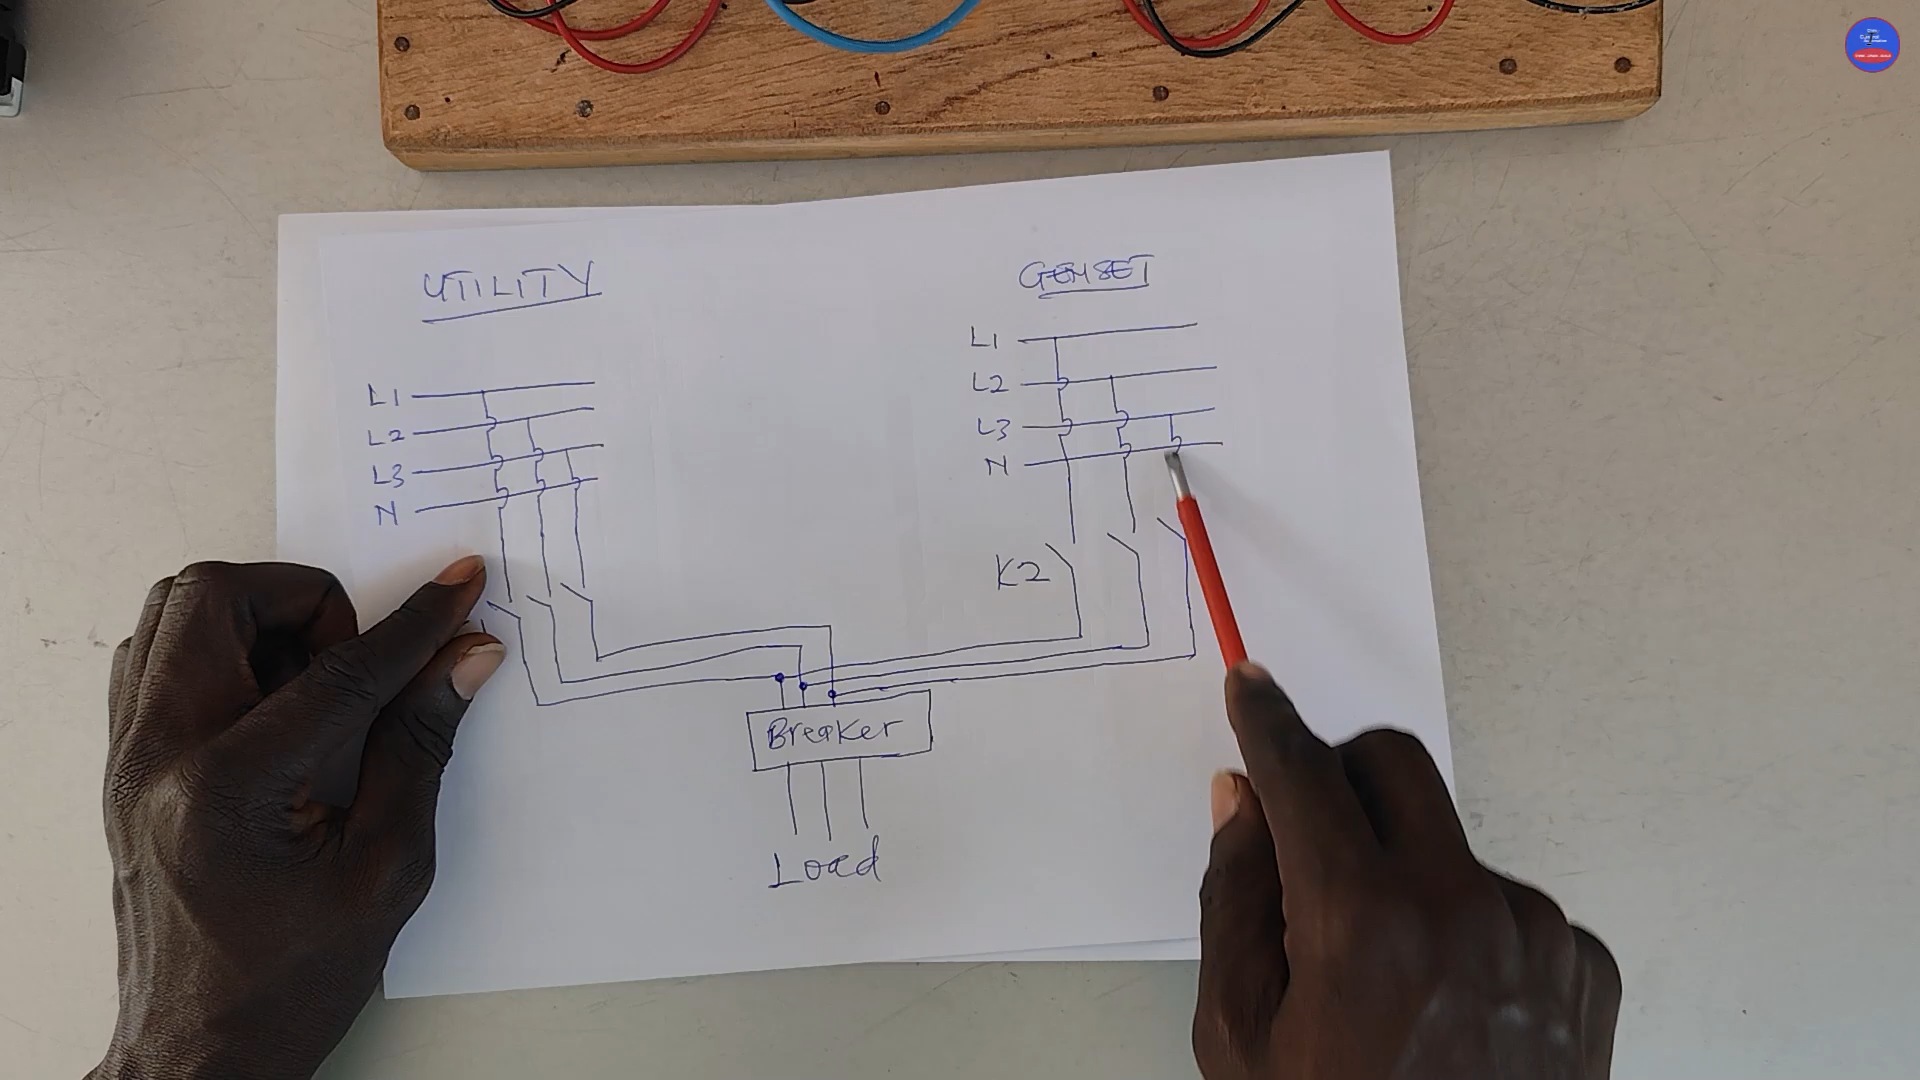 UTILITY
L1
L2
L3
N
GENSET
L1
L2
L3
N
K2
Breaker
Load